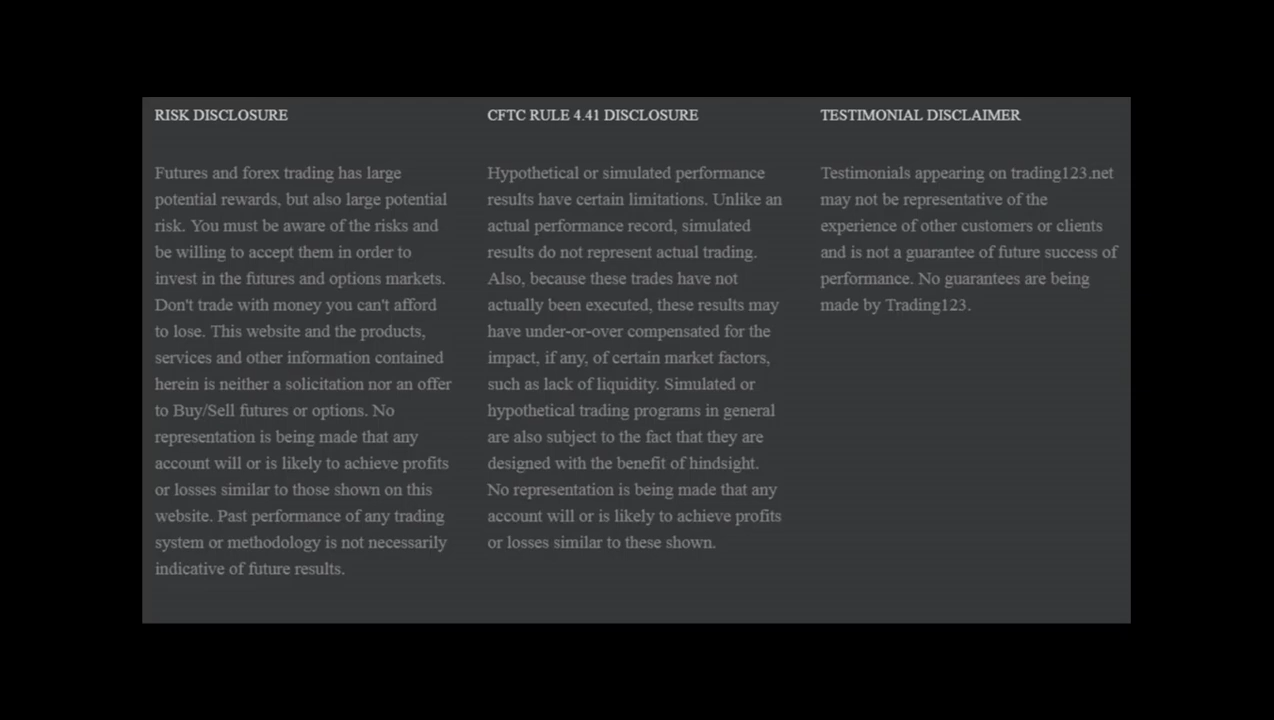 RISK DISCLOSURE
Futures and forex trading has large
potential rewards, but also large potential
risk. You must be aware of the risks and
be willing to accept them in order to
invest in the futures and options markets.
Don't trade with money you can't afford
to lose. This website and the products,
services and other information contained
herein is neither a solicitation nor an offer
to Buy/Sell futures or options. No
representation is being made that any
account will or is likely to achieve profits
or losses similar to those shown on this
website. Past performance of any trading
system or methodology is not necessarily
indicative of future results.
CFTC RULE 4.41 DISCLOSURE
Hypothetical or simulated performance
results have certain limitations. Unlike an
actual performance record, simulated
results do not represent actual trading.
Also, because these trades have not
actually been executed, these results may
have under-or-over compensated for the
impact, if any, of certain market factors,
such as lack of liquidity. Simulated or
hypothetical trading programs in general
are also subject to the fact that they are
designed with the benefit of hindsight.
No representation is being made that any
account will or is likely to achieve profits
or losses similar to these shown.
TESTIMONIAL DISCLAIMER
Testimonials appearing on trading123.net
may not be representative of the
experience of other customers or clients
and is not a guarantee of future success of
performance. No guarantees are being
made by Trading123.